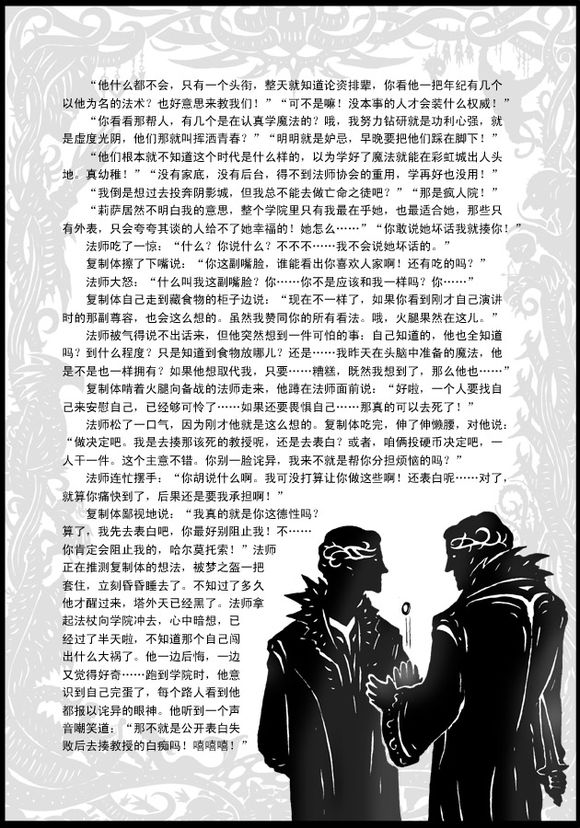 “他什么都不会，只有一个头衔，整天就知道论资排辈，你看他一把年纪有几个
以他为名的法术？也好意思来教我们！”“可不是嘛！没本事的人才会装什么权威！”
“你看看那帮人，有几个是在认真学魔法的？哦，我努力钻研就是功利心强，就
是虚度光阴，他们那就叫挥洒青春？”“明明就是妒忌，早晚要把他们踩在脚下！”
“他们根本就不知道这个时代是什么样的，以为学好了魔法就能在彩虹城出人头
地。真幼稚！”“没有家底，没有后台，得不到法师协会的重用，学再好也没用！”
“我倒是想过去投奔阴影城，但我总不能去做亡命之徒吧？”“那是疯人院！”
“莉萨居然不明白我的意思，整个学院里只有我最在乎她，也最适合她，那些只
有外表，只会夸夸其谈的人给不了她幸福的！她怎么……”“你敢说她坏话我就揍你！”
法师吃了一惊：“什么？你说什么？不不不……我不会说她坏话的。”
复制体擦了下嘴说：“你这副嘴脸，谁能看出你喜欢人家啊！还有吃的吗？”
法师大怒：“什么叫我这副嘴脸？你……你不是应该和我一样吗？你……”
复制体自己走到藏食物的柜子边说：“现在不一样了，如果你看到刚才自己演讲
时的那副尊容，也会这么想的。虽然我赞同你的所有看法。哦，火腿果然在这儿。”
法师被气得说不出话来，但他突然想到一件可怕的事：自己知道的，他也全知道
吗？到什么程度？只是知道到食物放哪儿？还是……我昨天在头脑中准备的魔法，他
是不是也一样拥有？如果他想取代我，只要……糟糕，既然我想到了，那么他也……”
复制体啃着火腿向备战的法师走来，他蹲在法师面前说：“好啦，一个人要找自
己来安慰自己，已经够可怜了……如果还要畏惧自己……那真的可以去死了！”
法师松了一口气，因为刚才他就是这么想的。复制体吃完，伸了伸懒腰，对他说：
“做决定吧。我是去揍那该死的教授呢，还是去表白？或者，咱俩投硬币决定吧，一
人干一件。这个主意不错。你别一脸诧异，我来不就是帮你分担烦恼的吗？”
法师连忙摆手：“你胡说什么啊。我可没打算让你做这些啊！还表白呢……对了，
就算你痛快到了，后果还是要我承担啊！”
复制体鄙视地说：“我真的就是你这德性吗？
算了，我先去表白吧，你最好别阻止我！不……
你肯定会阻止我的，哈尔莫托索！”法师
正在推测复制体的想法，被梦之盔一把
套住，立刻昏昏睡去了。不知过了多久
他才醒过来，塔外天已经黑了。法师拿
起法杖向学院冲去，心中暗想，已
经过了半天啦，不知道那个自己闯
出什么大祸了。他一边后悔，一边
又觉得好奇……跑到学院时，他意
识到自己完蛋了，每个路人看到他
都报以诧异的眼神。他听到一个声
音嘲笑道：“那不就是公开表白失
败后去揍教授的白痴吗！嘻嘻嘻！”